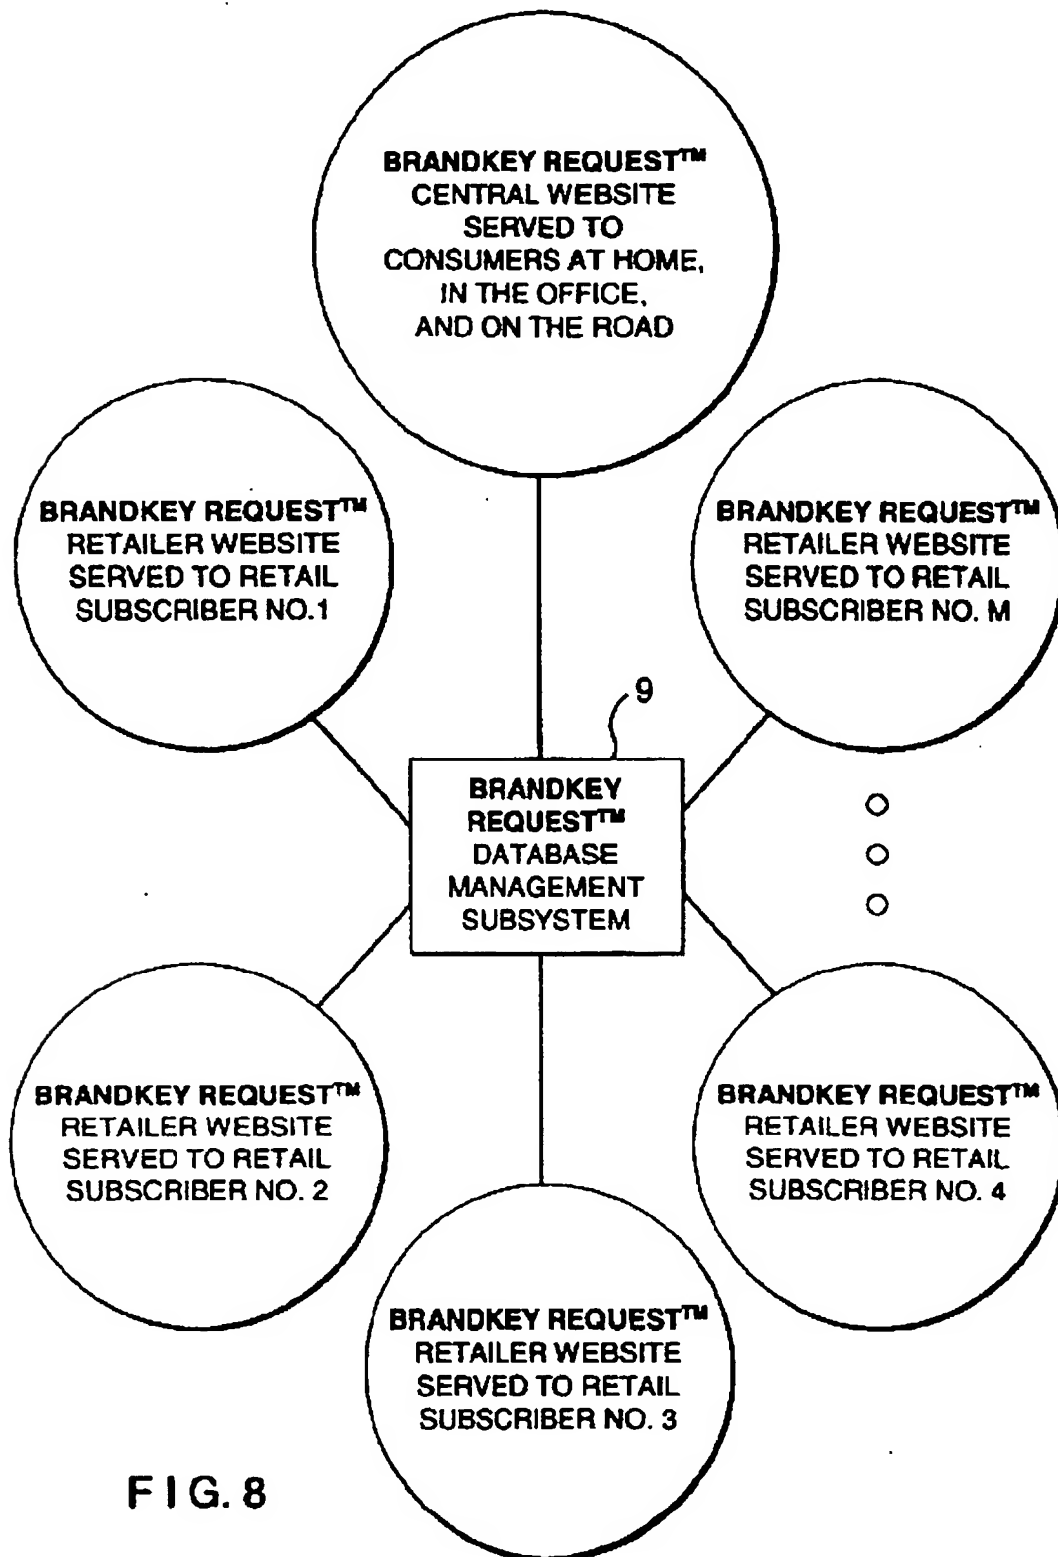 BRANDKEY REQUEST™
CENTRAL WEBSITE
SERVED TO
CONSUMERS AT HOME,
IN THE OFFICE,
AND ON THE ROAD
BRANDKEY REQUEST™
RETAILER WEBSITE
SERVED TO RETAIL
SUBSCRIBER NO.1
BRANDKEY REQUEST™
RETAILER WEBSITE
SERVED TO RETAIL
SUBSCRIBER NO. M
9
BRANDKEY
REQUEST™
DATABASE
MANAGEMENT
SUBSYSTEM
BRANDKEY REQUEST™
RETAILER WEBSITE
SERVED TO RETAIL
SUBSCRIBER NO. 2
BRANDKEY REQUEST™
RETAILER WEBSITE
SERVED TO RETAIL
SUBSCRIBER NO. 4
BRANDKEY REQUEST™
RETAILER WEBSITE
SERVED TO RETAIL
SUBSCRIBER NO. 3
FIG. 8